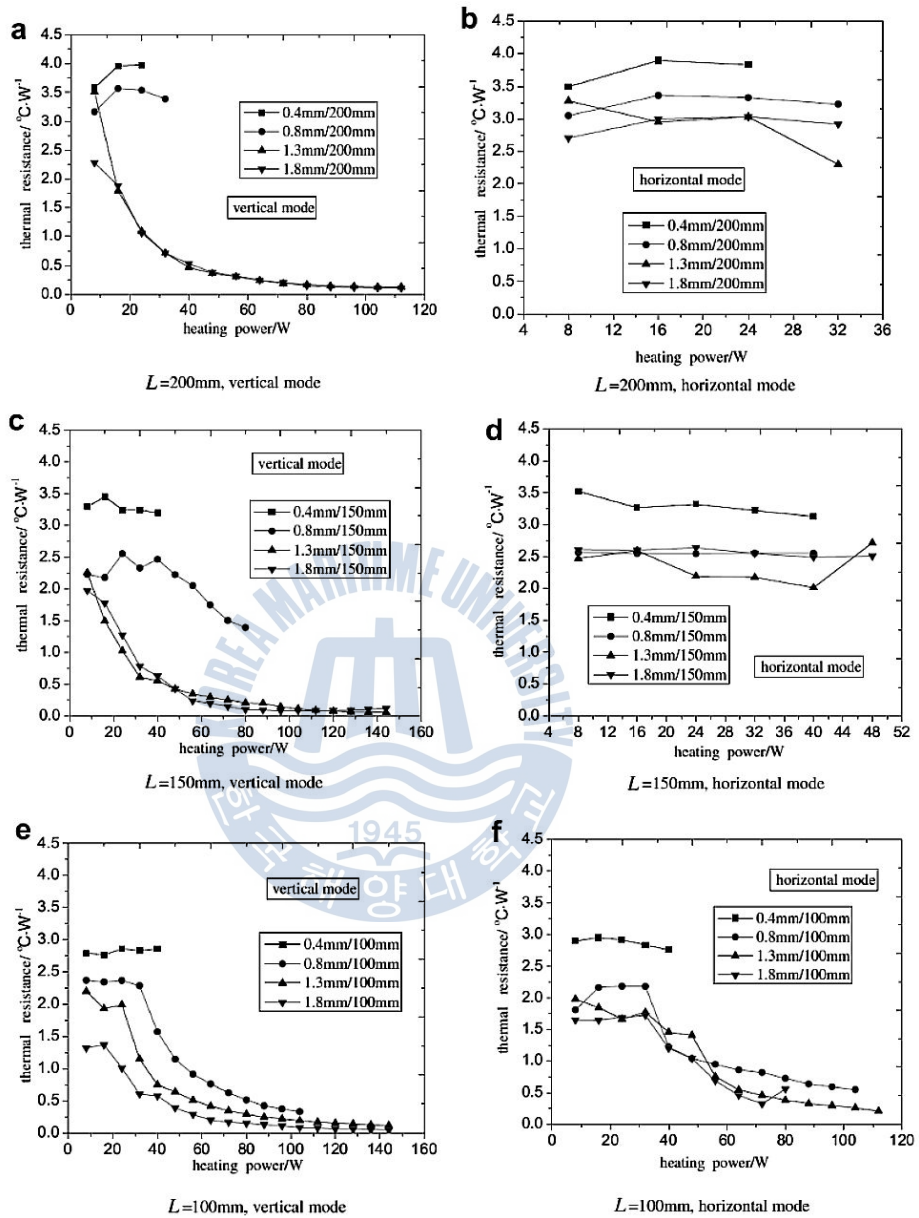 a
4.5
4.0
3.5
3.0
2.5
2.0
1.5
1.0
0.5
0.0
thermal resistance/ °C·W⁻¹
0.4mm/200mm
0.8mm/200mm
1.3mm/200mm
1.8mm/200mm
vertical mode
0 20 40 60 80 100 120
heating power/W
L=200mm, vertical mode
b
4.5
4.0
3.5
3.0
2.5
2.0
1.5
1.0
0.5
0.0
thermal resistance/ °C·W⁻¹
horizontal mode
0.4mm/200mm
0.8mm/200mm
1.3mm/200mm
1.8mm/200mm
4 8 12 16 20 24 28 32 36
heating power/W
L=200mm, horizontal mode
c
4.5
4.0
3.5
3.0
2.5
2.0
1.5
1.0
0.5
0.0
thermal resistance/ °C·W⁻¹
vertical mode
0.4mm/150mm
0.8mm/150mm
1.3mm/150mm
1.8mm/150mm
0 20 40 60 80 100 120 140 160
heating power/W
L=150mm, vertical mode
d
4.5
4.0
3.5
3.0
2.5
2.0
1.5
1.0
0.5
0.0
thermal resistance/ °C·W⁻¹
0.4mm/150mm
0.8mm/150mm
1.3mm/150mm
1.8mm/150mm
horizontal mode
4 8 12 16 20 24 28 32 36 40 44 48 52
heating power/W
L=150mm, horizontal mode
KOREA MARITIME UNIVERSITY
1945
한국해양대학교
e
4.5
4.0
3.5
3.0
2.5
2.0
1.5
1.0
0.5
0.0
thermal resistance/ °C·W⁻¹
vertical mode
0.4mm/100mm
0.8mm/100mm
1.3mm/100mm
1.8mm/100mm
0 20 40 60 80 100 120 140 160
heating power/W
L=100mm, vertical mode
f
4.5
4.0
3.5
3.0
2.5
2.0
1.5
1.0
0.5
0.0
thermal resistance/ °C·W⁻¹
horizontal mode
0.4mm/100mm
0.8mm/100mm
1.3mm/100mm
1.8mm/100mm
0 20 40 60 80 100 120
heating power/W
L=100mm, horizontal mode